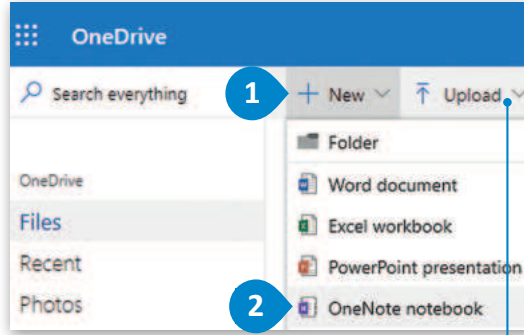 OneDrive
Search everything
1
New
Upload
Folder
OneDrive
Word document
Files
Excel workbook
Recent
PowerPoint presentation
Photos
2
OneNote notebook